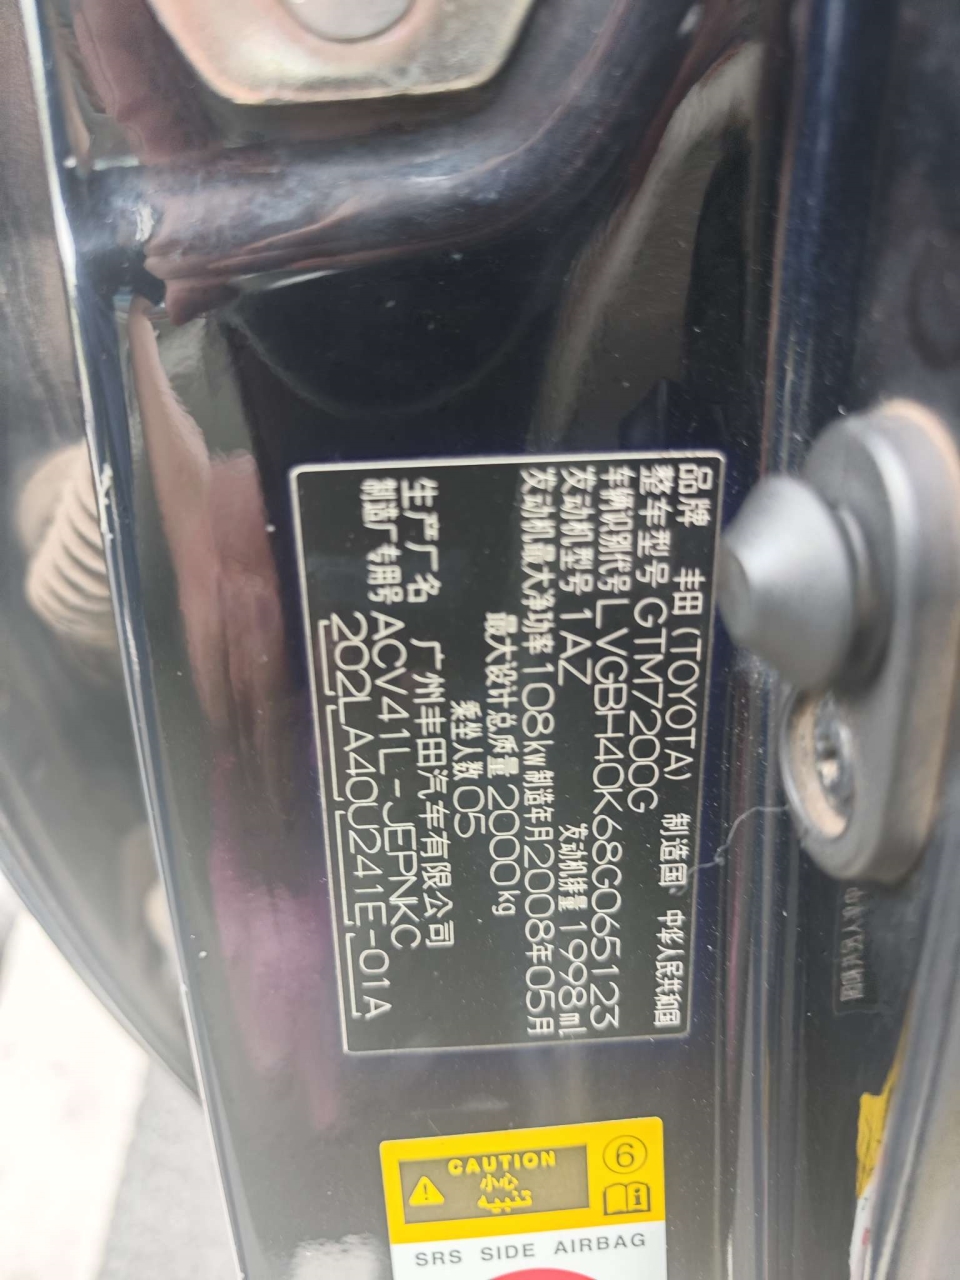 品牌 丰田(TOYOTA) 制造国 中华人民共和国
整车型号 GTM7200G
车辆识别代号 LVGBH40K68G065123
发动机型号 1AZ 发动机排量 1998ml
发动机最大净功率 108kw 制造年月 2008年05月
最大设计总质量 2000kg
乘坐人数 05
生产厂名 广州丰田汽车有限公司
制造厂专用号 ACV41L-JEPNKC
202LA40U241E-01A
CAUTION
小心
تنبيه
6
i
SRS SIDE AIRBAG